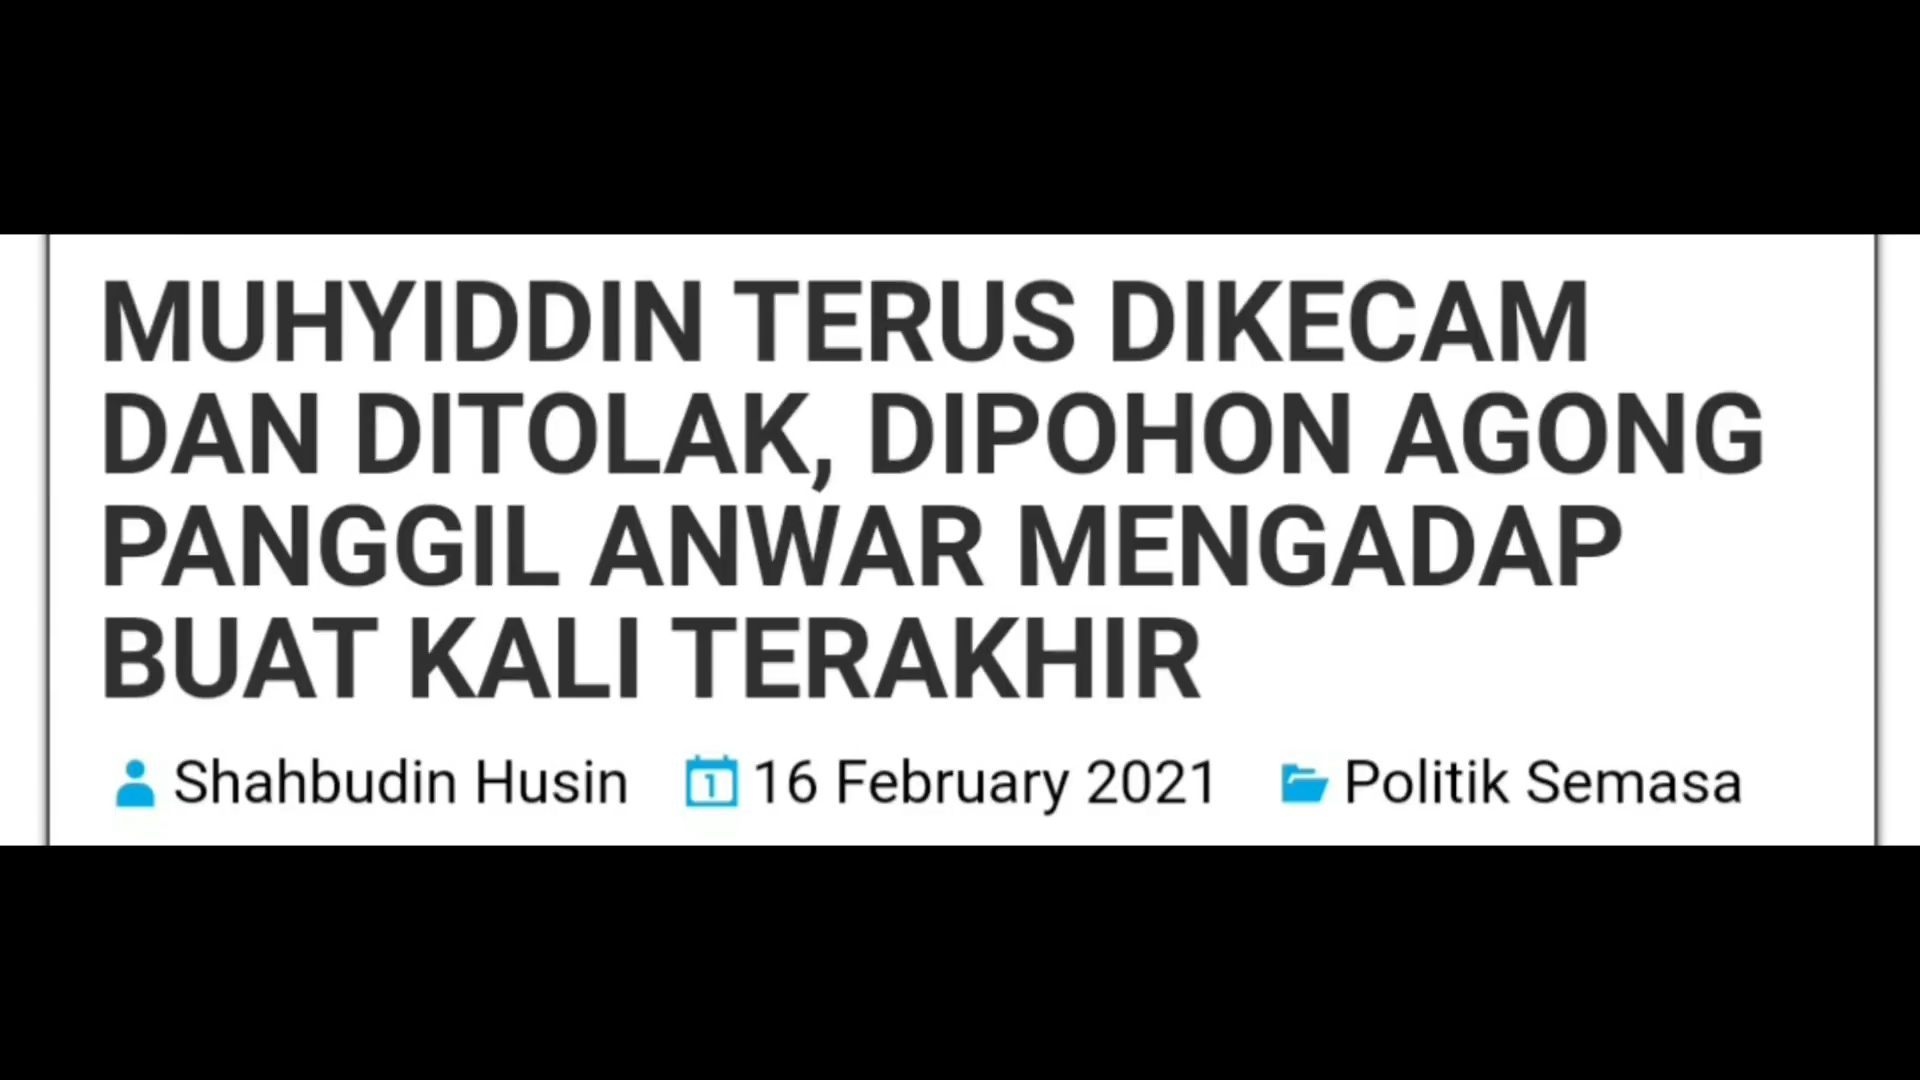 MUHYIDDIN TERUS DIKECAM
DAN DITOLAK, DIPOHON AGONG
PANGGIL ANWAR MENGADAP
BUAT KALI TERAKHIR
Shahbudin Husin 16 February 2021 Politik Semasa